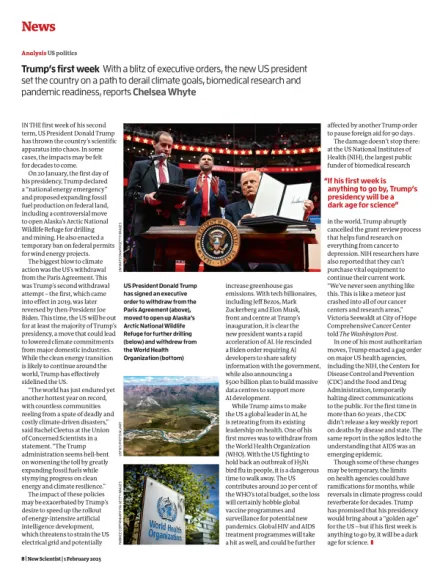 News
Analysis US politics
Trump's first week With a blitz of executive orders, the new US president
set the country on a path to derail climate goals, biomedical research and
pandemic readiness, reports Chelsea Whyte
IN THE first week of his second
term, US President Donald Trump
has thrown the country's scientific
apparatus into chaos. In some
cases, the impacts may be felt
for decades to come.
On 20 January, the first day of
his presidency, Trump declared
a "national energy emergency"
and proposed expanding fossil
fuel production on federal land,
including a controversial move
to open Alaska's Arctic National
Wildlife Refuge for drilling
and mining. He also enacted a
temporary ban on federal permits
for wind energy projects.
The biggest blow to climate
action was the US's withdrawal
from the Paris Agreement. This
was Trump's second withdrawal
attempt – the first, which came
into effect in 2019, was later
reversed by then-President Joe
Biden. This time, the US will be out
for at least the majority of Trump's
presidency, a move that could lead
to lowered climate commitments
from major domestic industries.
While the clean energy transition
is likely to continue around the
world, Trump has effectively
sidelined the US.
"The world has just endured yet
another hottest year on record,
with countless communities
reeling from a spate of deadly and
costly climate-driven disasters,"
said Rachel Cleetus at the Union
of Concerned Scientists in a
statement. "The Trump
administration seems hell-bent
on worsening the toll by greatly
expanding fossil fuels while
stymying progress on clean
energy and climate resilience."
The impact of these policies
may be exacerbated by Trump's
desire to speed up the rollout
of energy-intensive artificial
intelligence development,
which threatens to strain the US
electrical grid and potentially
US President Donald Trump
has signed an executive
order to withdraw from the
Paris Agreement (above),
moved to open up Alaska's
Arctic National Wildlife
Refuge for further drilling
(below) and withdrew from
the World Health
Organization (bottom)
World Health
Organization
increase greenhouse gas
emissions. With tech billionaires,
including Jeff Bezos, Mark
Zuckerberg and Elon Musk,
front and centre at Trump's
inauguration, it is clear the
new president wants a rapid
acceleration of AI. He rescinded
a Biden order requiring AI
developers to share safety
information with the government,
while also announcing a
$500 billion plan to build massive
data centres to support more
AI development.
While Trump aims to make
the US a global leader in AI, he
is retreating from its existing
leadership on health. One of his
first moves was to withdraw from
the World Health Organization
(WHO). With the US fighting to
hold back an outbreak of H5N1
bird flu in people, it is a dangerous
time to walk away. The US
contributes around 20 per cent of
the WHO's total budget, so the loss
will certainly hobble global
vaccine programmes and
surveillance for potential new
pandemics. Global HIV and AIDS
treatment programmes will take
a hit as well, and could be further
affected by another Trump order
to pause foreign aid for 90 days.
The damage doesn't stop there:
at the US National Institutes of
Health (NIH), the largest public
funder of biomedical research
"If his first week is
anything to go by, Trump's
presidency will be a
dark age for science"
in the world, Trump abruptly
cancelled the grant review process
that helps fund research on
everything from cancer to
depression. NIH researchers have
also reported that they can't
purchase vital equipment to
continue their current work.
"We've never seen anything like
this. It is like a meteor just
crashed into all of our cancer
centers and research areas,"
Victoria Seewaldt at City of Hope
Comprehensive Cancer Center
told The Washington Post.
In one of his most authoritarian
moves, Trump enacted a gag order
on major US health agencies,
including the NIH, the Centers for
Disease Control and Prevention
(CDC) and the Food and Drug
Administration, temporarily
halting direct communications
to the public. For the first time in
more than 60 years, the CDC
didn't release a key weekly report
on deaths by disease and state. The
same report in the 1980s led to the
understanding that AIDS was an
emerging epidemic.
Though some of these changes
may be temporary, the limits
on health agencies could have
ramifications for months, while
reversals in climate progress could
reverberate for decades. Trump
has promised that his presidency
would bring about a "golden age"
for the US – but if his first week is
anything to go by, it will be a dark
age for science.
8 | New Scientist | 1 February 2025